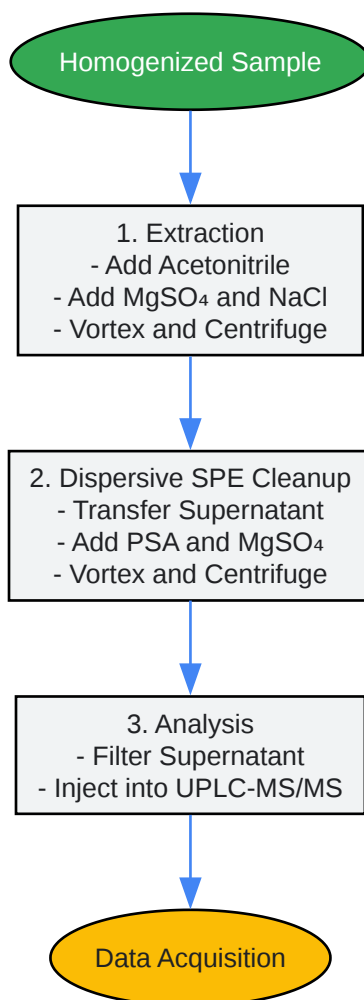 Homogenized Sample
1. Extraction
- Add Acetonitrile
- Add MgSO₄ and NaCl
- Vortex and Centrifuge
2. Dispersive SPE Cleanup
- Transfer Supernatant
- Add PSA and MgSO₄
- Vortex and Centrifuge
3. Analysis
- Filter Supernatant
- Inject into UPLC-MS/MS
Data Acquisition